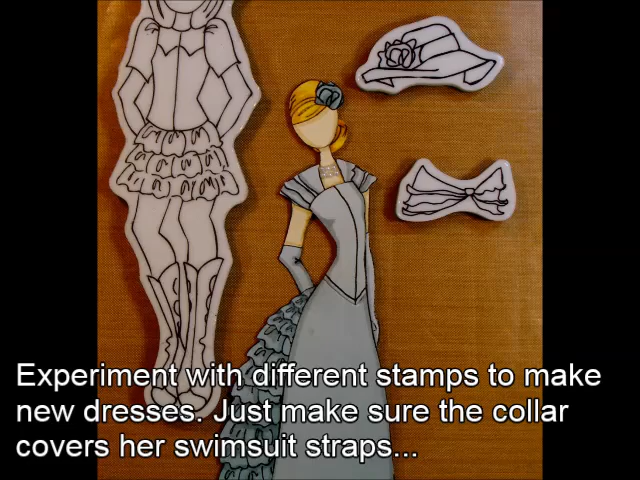 Experiment with different stamps to make
new dresses. Just make sure the collar
covers her swimsuit straps...